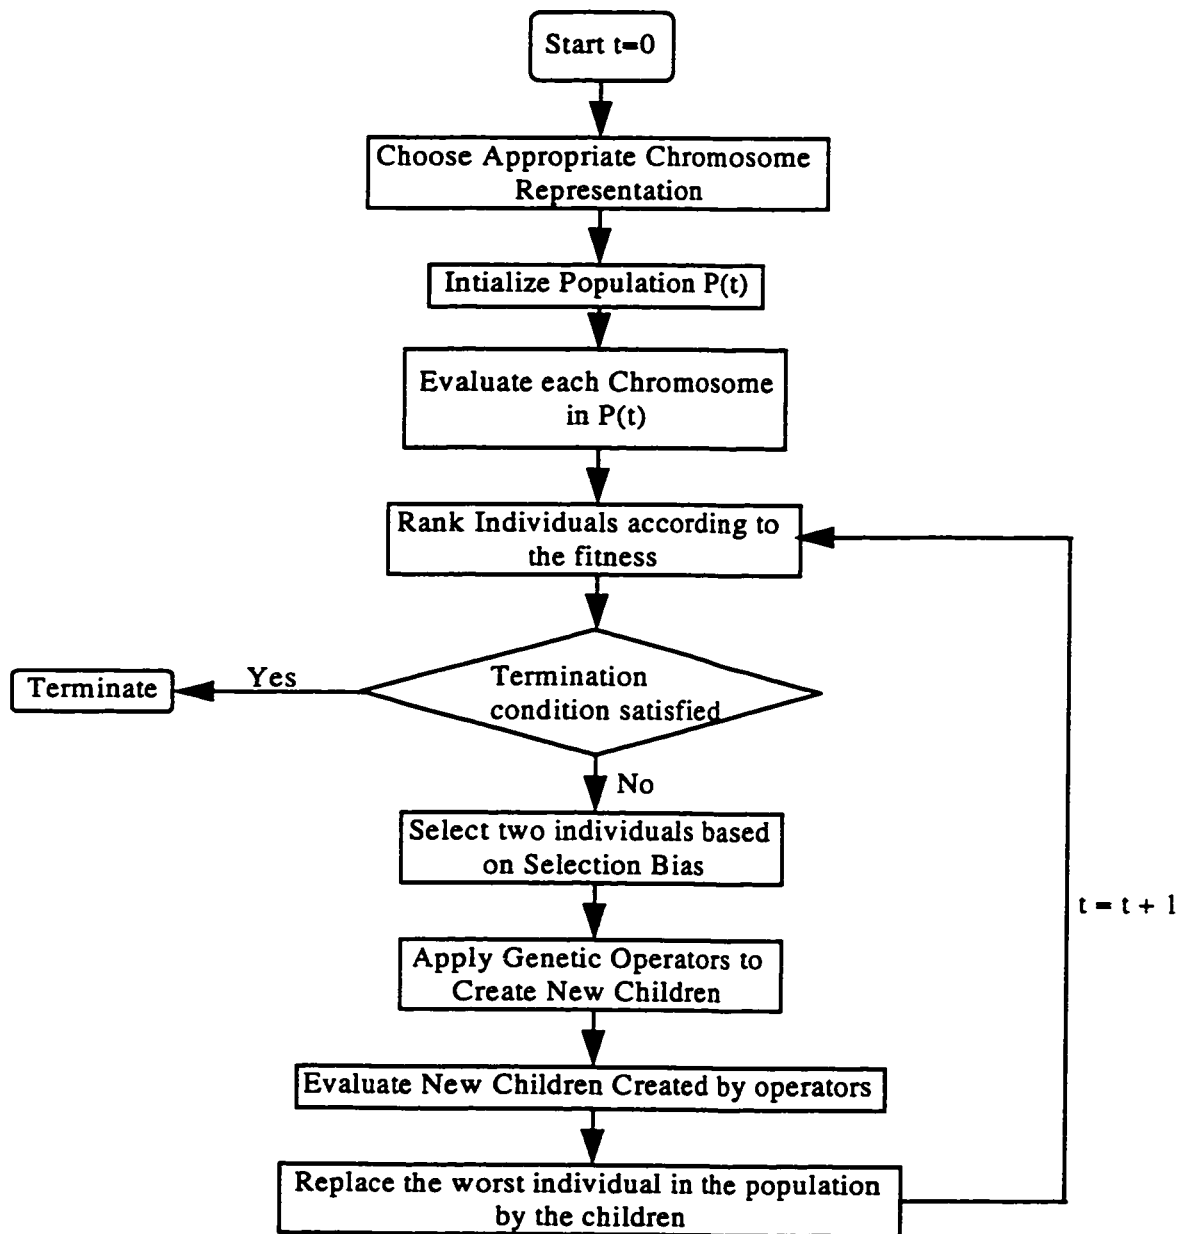 Start t=0
Choose Appropriate Chromosome
Representation
Intialize Population P(t)
Evaluate each Chromosome
in P(t)
Rank Individuals according to
the fitness
Termination
condition satisfied
Yes
Terminate
No
Select two individuals based
on Selection Bias
t = t + 1
Apply Genetic Operators to
Create New Children
Evaluate New Children Created by operators
Replace the worst individual in the population
by the children